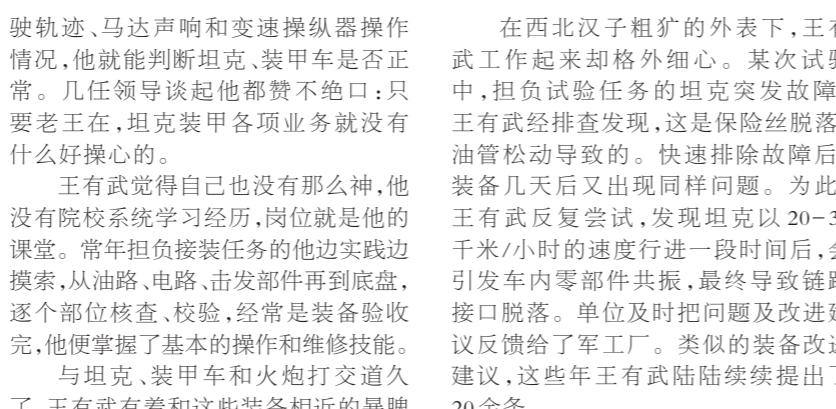 驶轨迹、马达声响和变速操纵器操作
情况,他就能判断坦克、装甲车是否正
常。几任领导谈起他都赞不绝口:只
要老王在,坦克装甲各项业务就没有
什么好操心的。
王有武觉得自己也没有那么神,他
没有院校系统学习经历,岗位就是他的
课堂。常年担负接装任务的他边实践边
摸索,从油路、电路、击发部件再到底盘,
逐个部位核查、校验,经常是装备验收
完,他便掌握了基本的操作和维修技能。
与坦克、装甲车和火炮打交道久
了,王有武有着和这些装备相近的暴脾
在西北汉子粗犷的外表下,王有
武工作起来却格外细心。某次试验
中,担负试验任务的坦克突发故障
王有武经排查发现,这是保险丝脱落
油管松动导致的。快速排除故障后
装备几天后又出现同样问题。为此
王有武反复尝试,发现坦克以20-3
千米/小时的速度行进一段时间后,会
引发车内零部件共振,最终导致链路
接口脱落。单位及时把问题及改进建
议反馈给了军工厂。类似的装备改进
建议,这些年王有武陆陆续续提出了
20余条